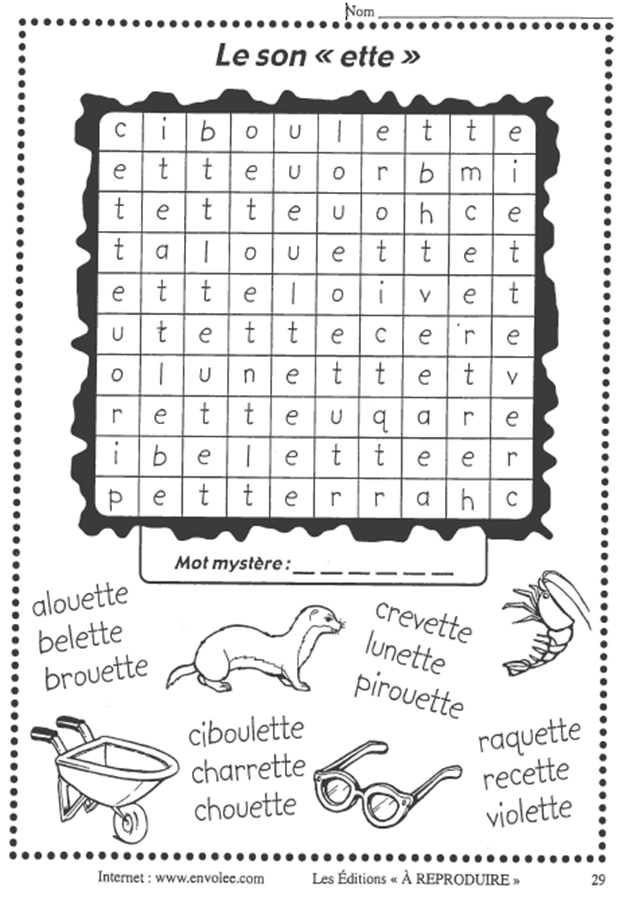 Nom
Le son « ette »
c i b o u l e t t e
e t t e u o r b m i
t e t t e u o h c e
t a l o u e t t e t
e t t e l o i v e t
u t e t t e c e r e
o l u n e t t e t v
r e t t e u q a r e
i b e l e t t e e r
p e t t e r r a h c
Mot mystère : _ _ _ _ _ _
alouette
belette
brouette
crevette
lunette
pirouette
ciboulette
charrette
chouette
raquette
recette
violette
Internet : www.envolee.com Les Éditions « À REPRODUIRE » 29